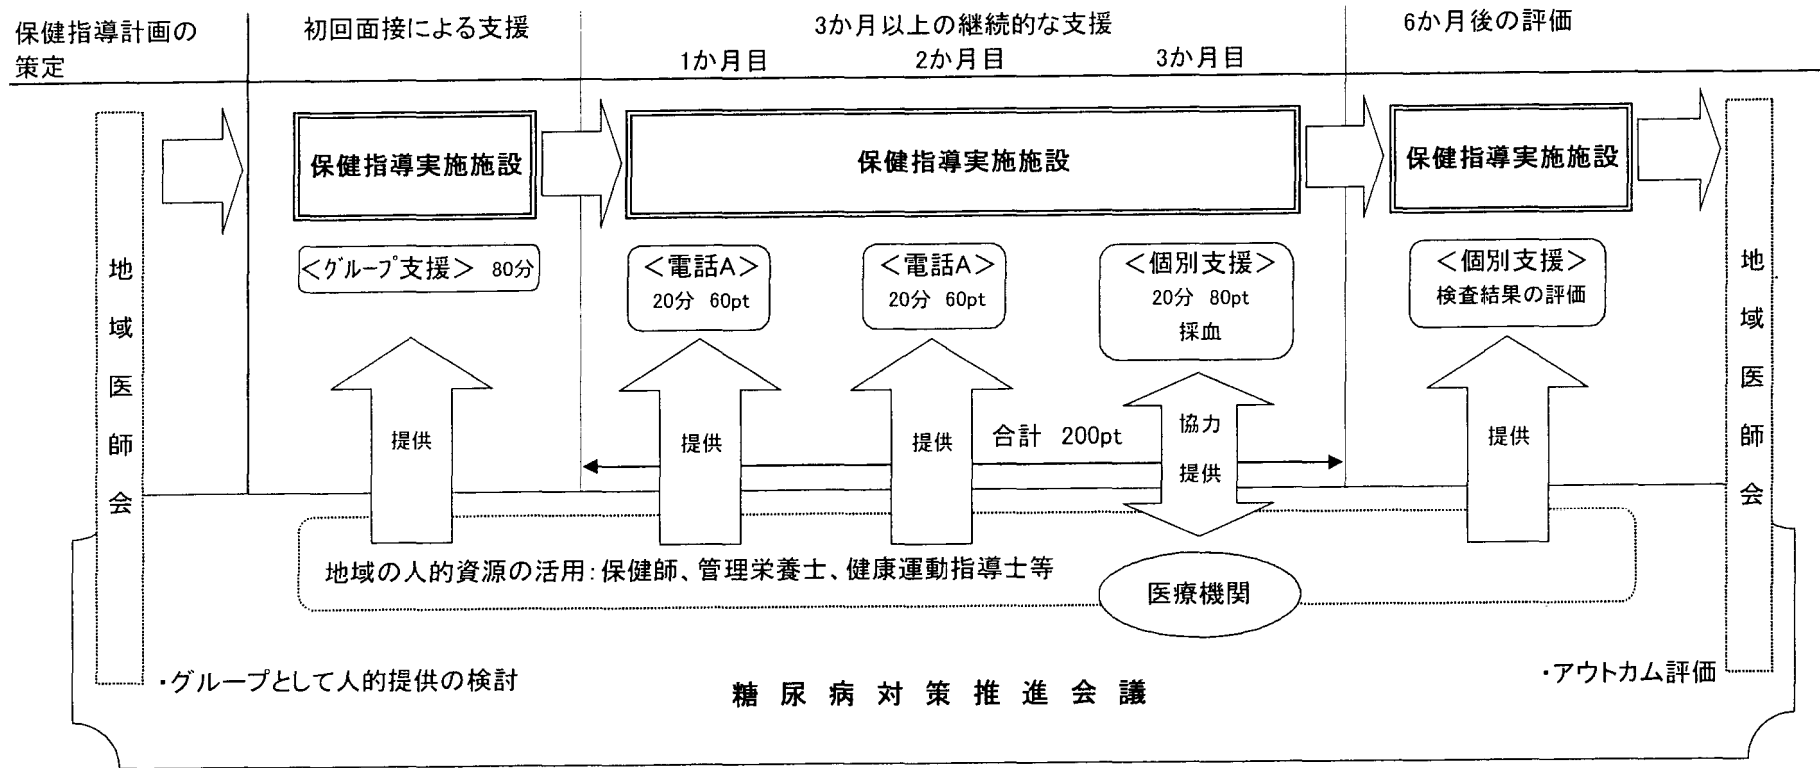 保健指導計画の
策定
初回面接による支援
3か月以上の継続的な支援
1か月目
2か月目
3か月目
6か月後の評価
保健指導実施施設
保健指導実施施設
保健指導実施施設
<グループ支援> 80分
<電話A>
20分 60pt
<電話A>
20分 60pt
<個別支援>
20分 80pt
採血
<個別支援>
検査結果の評価
地域医師会
地域医師会
提供
提供
提供
合計 200pt
協力
提供
提供
地域の人的資源の活用:保健師、管理栄養士、健康運動指導士等
医療機関
・グループとして人的提供の検討
・アウトカム評価
糖尿病対策推進会議